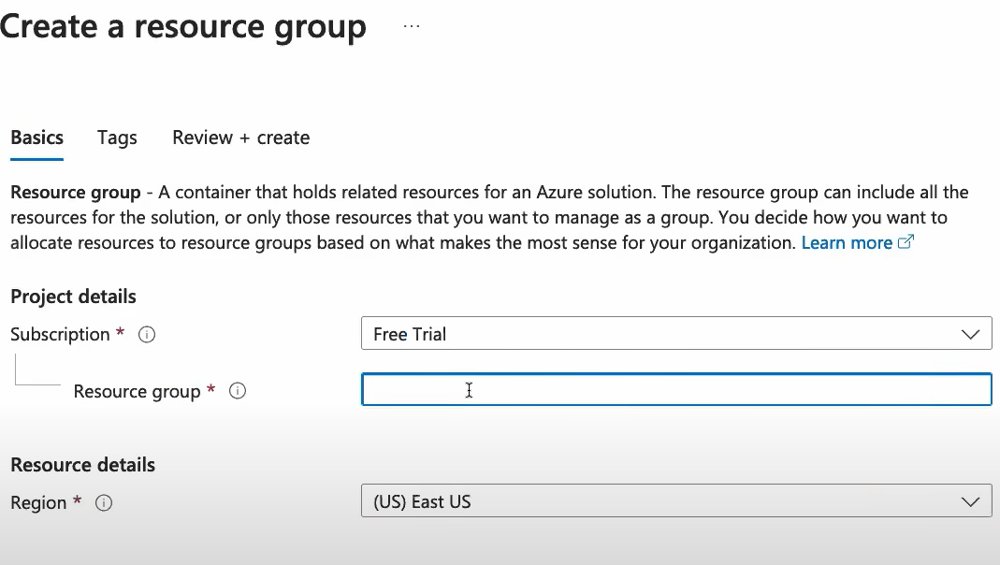 Create a resource group ...
Basics Tags Review + create
Resource group - A container that holds related resources for an Azure solution. The resource group can include all the
resources for the solution, or only those resources that you want to manage as a group. You decide how you want to
allocate resources to resource groups based on what makes the most sense for your organization. Learn more
Project details
Subscription * Free Trial
Resource group *
Resource details
Region * (US) East US